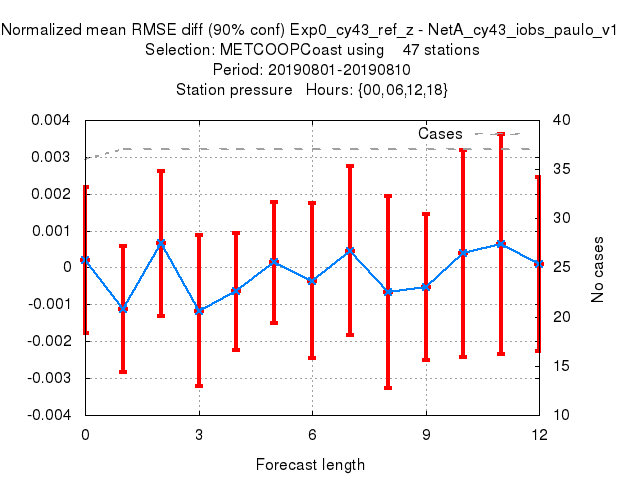 Normalized mean RMSE diff (90% conf) Exp0_cy43_ref_z - NetA_cy43_iobs_paulo_v1
Selection: METCOOPCoast using    47 stations
Period: 20190801-20190810
Station pressure   Hours: {00,06,12,18}
Cases
0.004
0.003
0.002
0.001
0
-0.001
-0.002
-0.003
-0.004
40
35
30
25
20
15
10
No cases
0 3 6 9 12
Forecast length